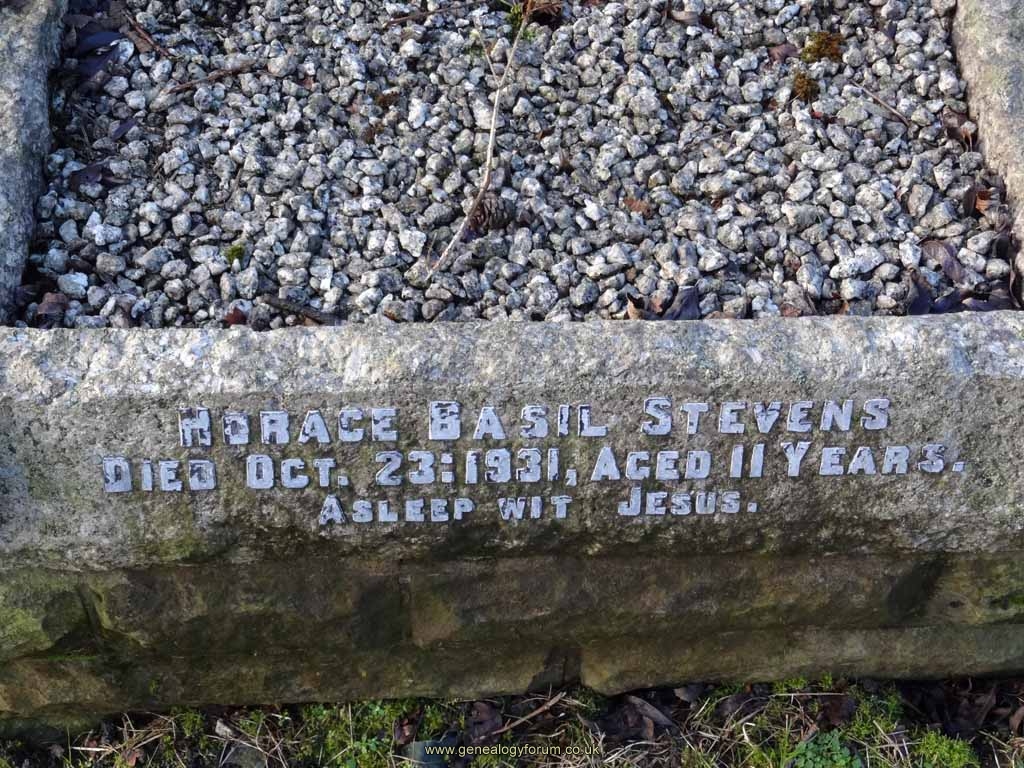 HORACE BASIL STEVENS
DIED OCT. 23: 1931, AGED 11 YEARS.
ASLEEP WIT JESUS.
www.genealogyforum.co.uk